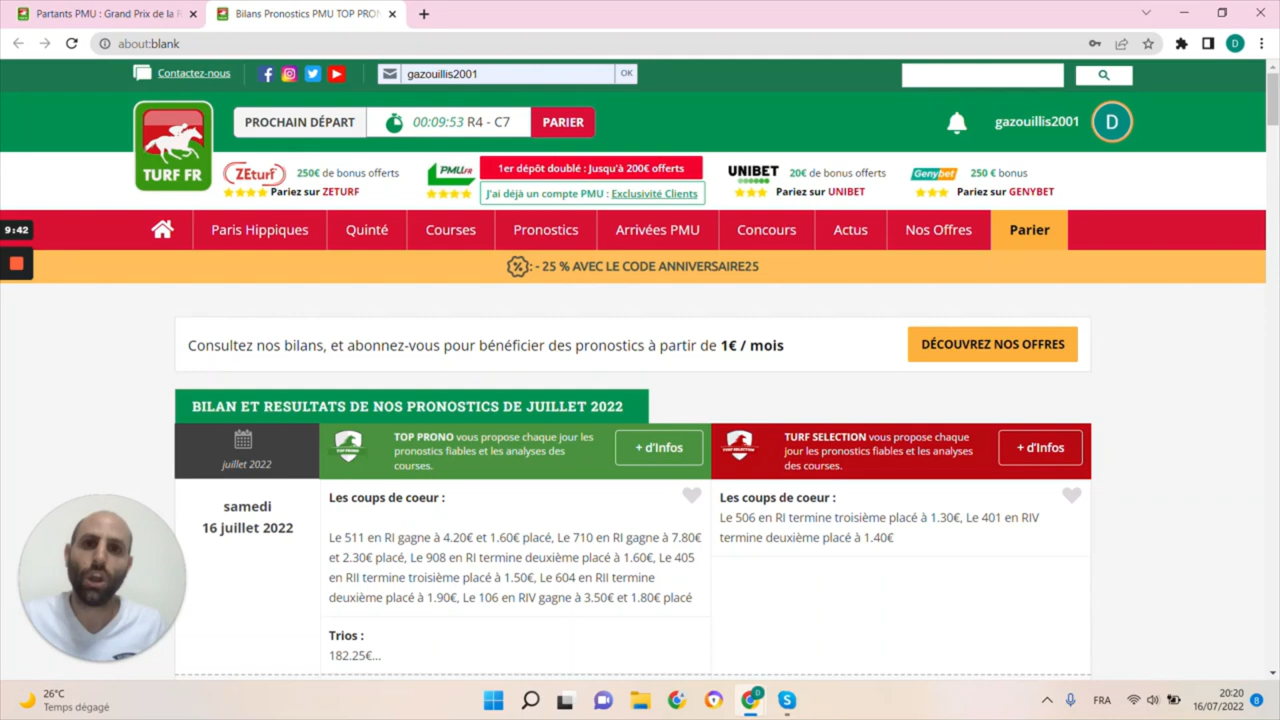 Partants PMU : Grand Prix de la R
Bilans Pronostics PMU TOP PRON
about:blank
Contactez-nous
gazouillis2001
OK
TURF FR
PROCHAIN DÉPART
00:09:53 R4 - C7
PARIER
gazouillis2001
D
ZEturf
250€ de bonus offerts
Pariez sur ZETURF
PMU.FR
1er dépôt doublé : Jusqu'à 200€ offerts
J'ai déjà un compte PMU : Exclusivité Clients
UNIBET
20€ de bonus offerts
Pariez sur UNIBET
Genybet
250 € bonus
Pariez sur GENYBET
9:42
Paris Hippiques
Quinté
Courses
Pronostics
Arrivées PMU
Concours
Actus
Nos Offres
Parier
: - 25 % AVEC LE CODE ANNIVERSAIRE25
Consultez nos bilans, et abonnez-vous pour bénéficier des pronostics à partir de 1€ / mois
DÉCOUVREZ NOS OFFRES
BILAN ET RESULTATS DE NOS PRONOSTICS DE JUILLET 2022
juillet 2022
TOP PRONO
TOP PRONO vous propose chaque jour les
pronostics fiables et les analyses des
courses.
+ d'Infos
TURF SELECTION
TURF SELECTION vous propose chaque
jour les pronostics fiables et les analyses
des courses.
+ d'Infos
samedi
16 juillet 2022
Les coups de coeur :
Le 511 en RI gagne à 4.20€ et 1.60€ placé, Le 710 en RI gagne à 7.80€
et 2.30€ placé, Le 908 en RI termine deuxième placé à 1.60€, Le 405
en RII termine troisième placé à 1.50€, Le 604 en RII termine
deuxième placé à 1.90€, Le 106 en RIV gagne à 3.50€ et 1.80€ placé
Trios :
182.25€...
Les coups de coeur :
Le 506 en RI termine troisième placé à 1.30€, Le 401 en RIV
termine deuxième placé à 1.40€
26°C
Temps dégagé
FRA
20:20
16/07/2022
8